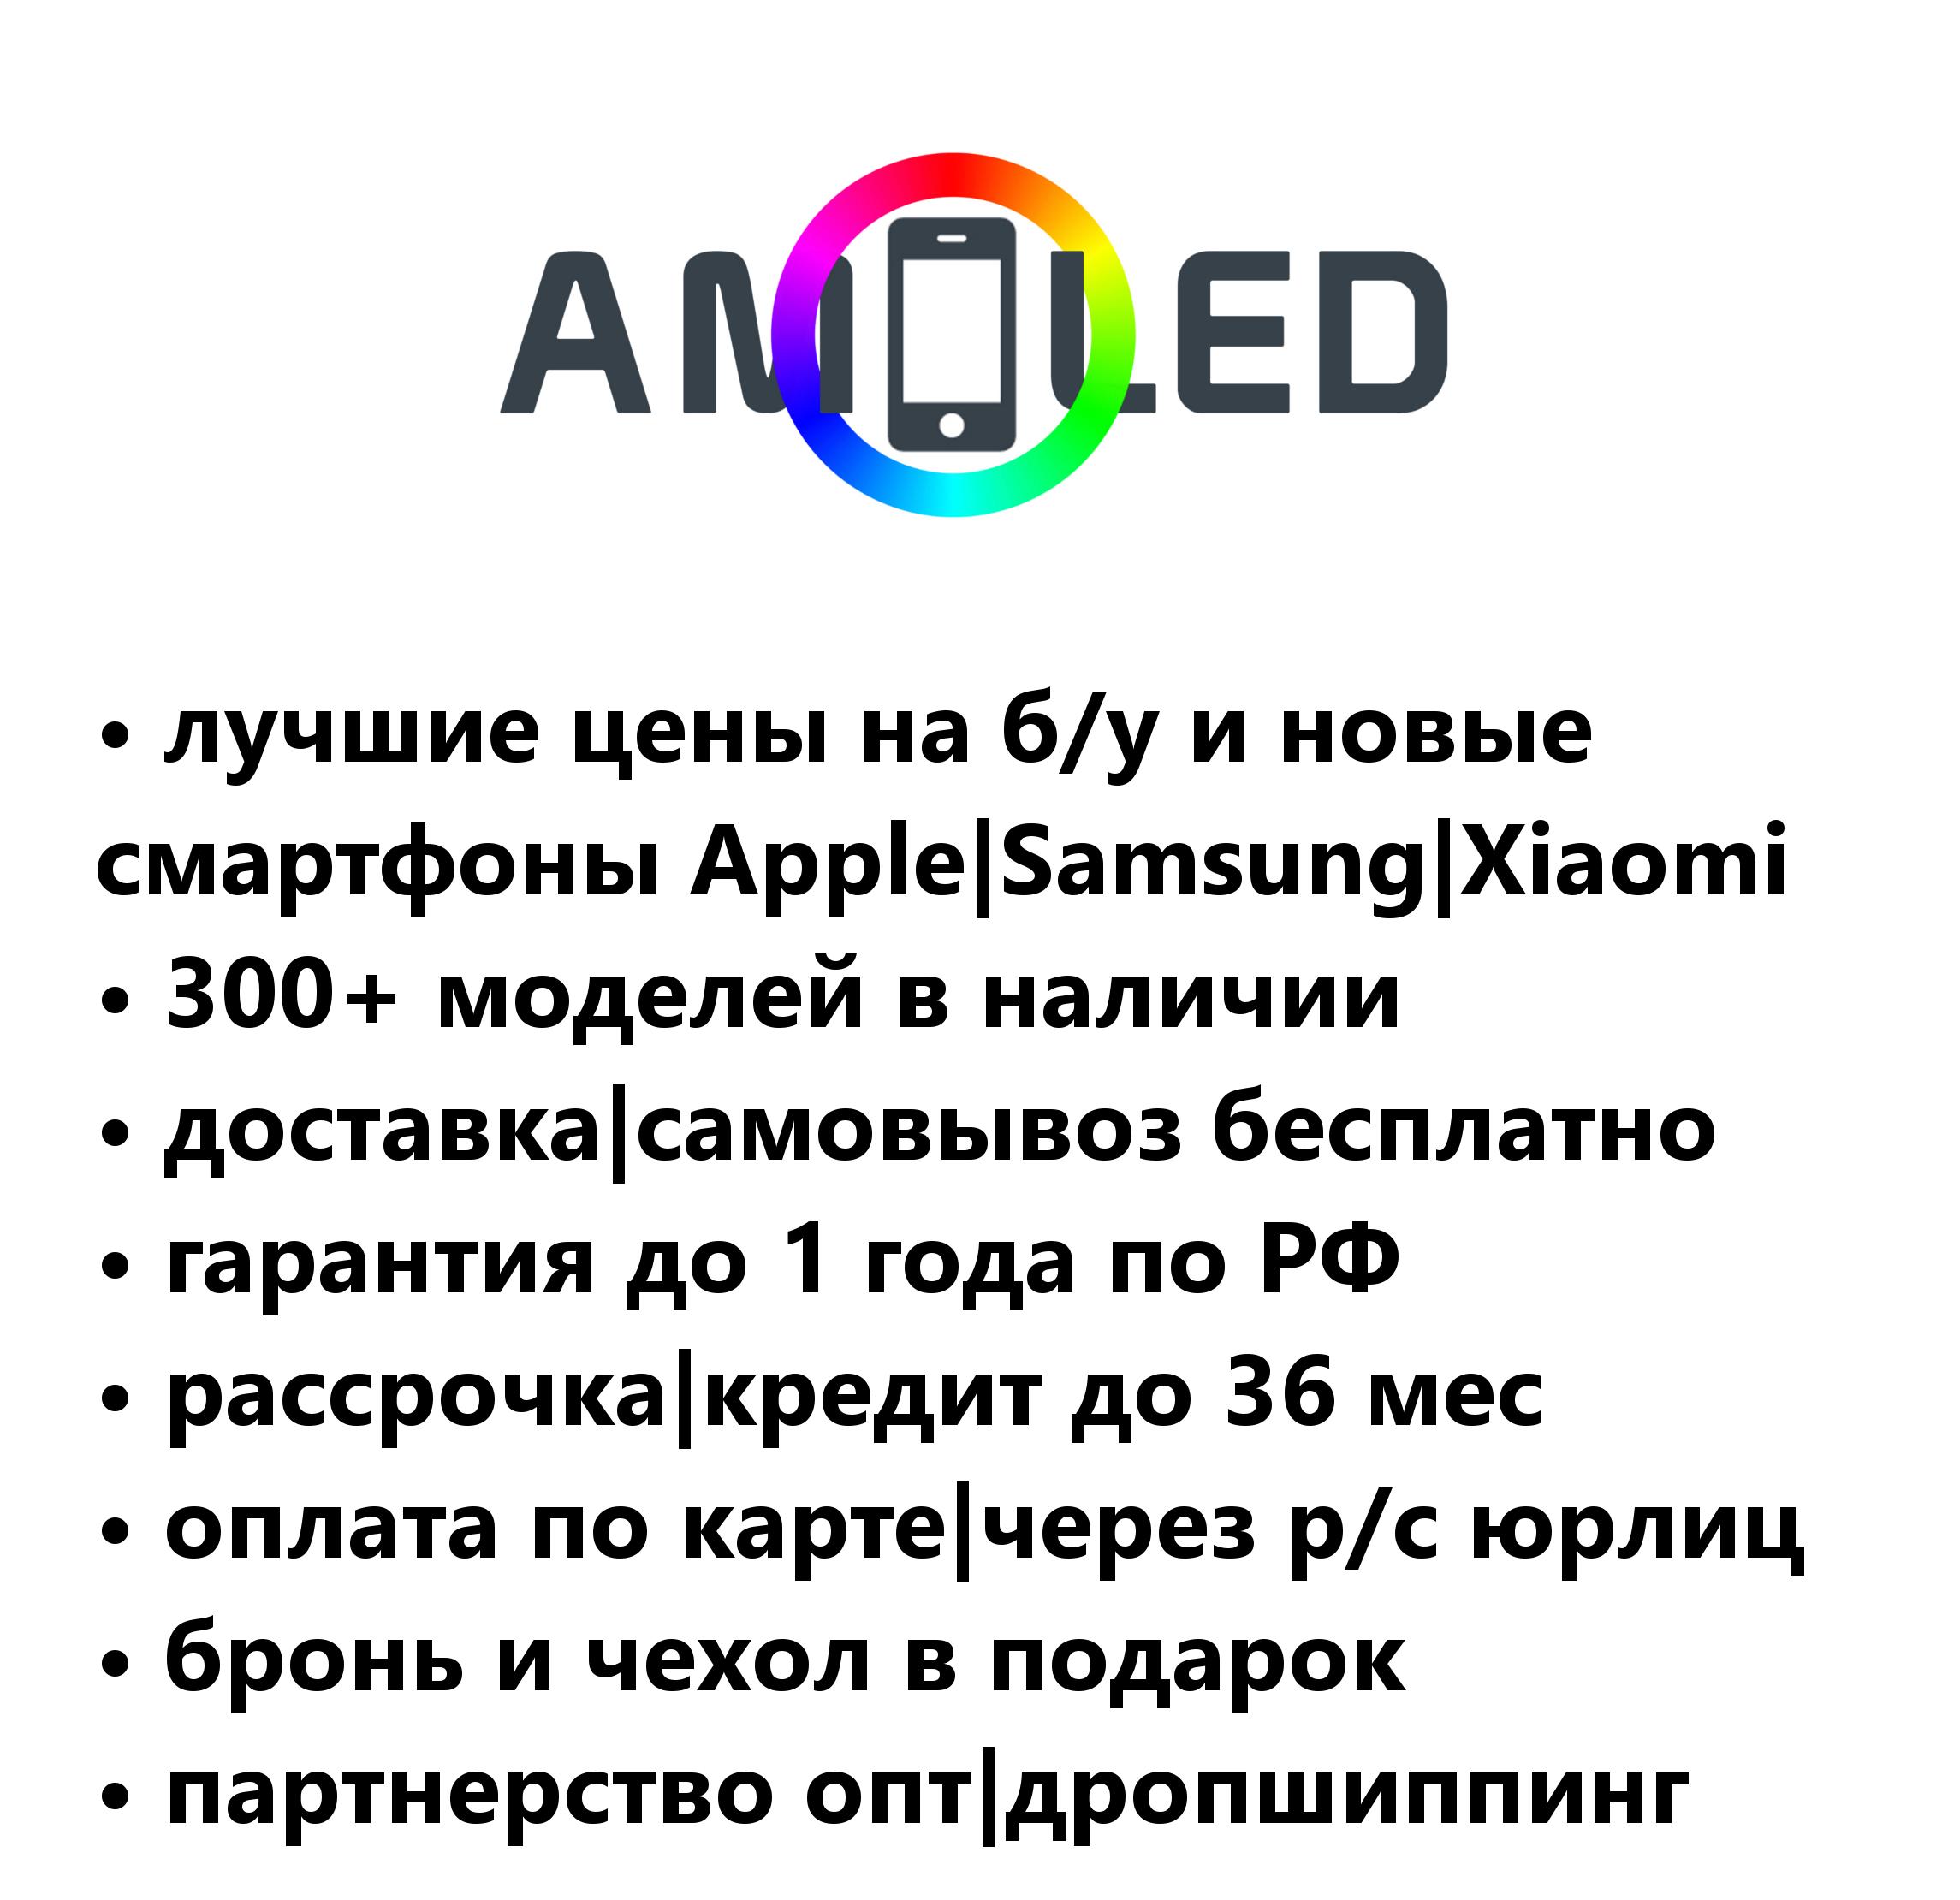 AMOLED
• лучшие цены на б/у и новые
смартфоны Apple|Samsung|Xiaomi
• 300+ моделей в наличии
• доставка|самовывоз бесплатно
• гарантия до 1 года по РФ
• рассрочка|кредит до 36 мес
• оплата по карте|через р/с юрлиц
• бронь и чехол в подарок
• партнерство опт|дропшиппинг